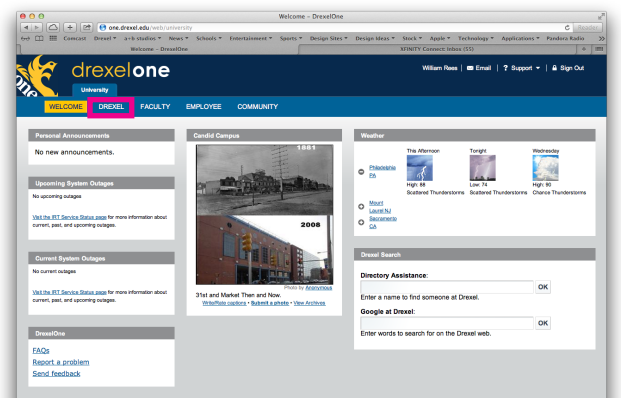 Welcome – DrexelOne
one.drexel.edu/web/university
Reader
Comcast Drexel a+b studios News Schools Entertainment Sports Design Sites Design Ideas Stock Apple Technology Applications Pandora Radio >>
Welcome – DrexelOne
XFINITY Connect: Inbox (55)
drexelone
William Rees | Email | ? Support | Sign Out
University
WELCOME DREXEL FACULTY EMPLOYEE COMMUNITY
Personal Announcements
No new announcements.
Upcoming System Outages
No upcoming outages
Visit the IRT Service Status page for more information about
current, past, and upcoming outages.
Current System Outages
No current outages
Visit the IRT Service Status page for more information about
current, past, and upcoming outages.
DrexelOne
FAQs
Report a problem
Send feedback
Candid Campus
1881
2008
Photo by Anonymous
31st and Market Then and Now.
Write/Rate captions • Submit a photo • View Archives
Weather
This Afternoon Tonight Wednesday
Philadelphia
PA
High: 88 Low: 74 High: 90
Scattered Thunderstorms Scattered Thunderstorms Chance Thunderstorms
Mount
Laurel NJ
Sacramento
CA
Drexel Search
Directory Assistance:
OK
Enter a name to find someone at Drexel.
Google at Drexel:
OK
Enter words to search for on the Drexel web.